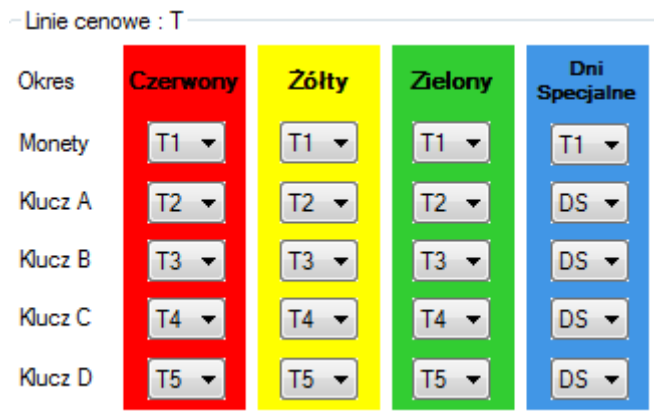 Linie cenowe : T
Okres Czerwony Żółty Zielony Dni
Specjalne
Monety T1 T1 T1 T1
Klucz A T2 T2 T2 DS
Klucz B T3 T3 T3 DS
Klucz C T4 T4 T4 DS
Klucz D T5 T5 T5 DS